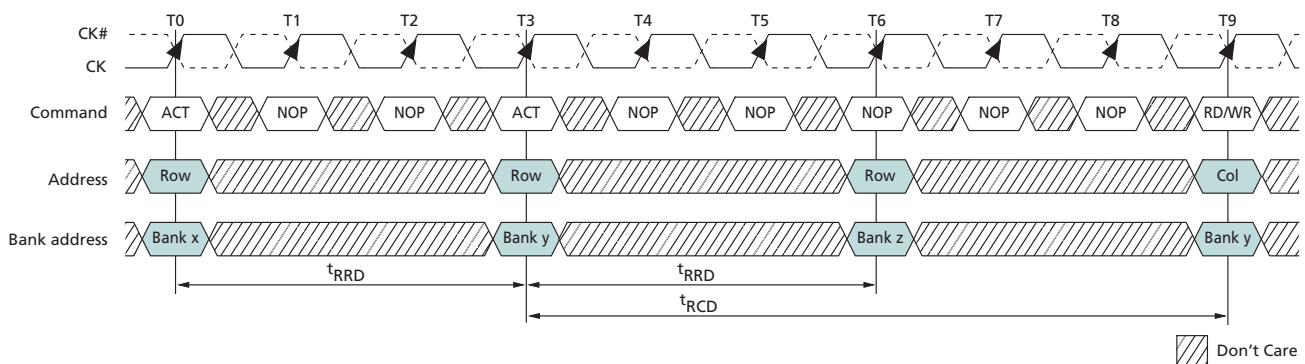 T0 T1 T2 T3 T4 T5 T6 T7 T8 T9
CK#
CK
Command ACT NOP NOP ACT NOP NOP NOP NOP NOP RD/WR
Address Row Row Row Col
Bank address Bank x Bank y Bank z Bank y
tRRD tRRD
tRCD
Don't Care